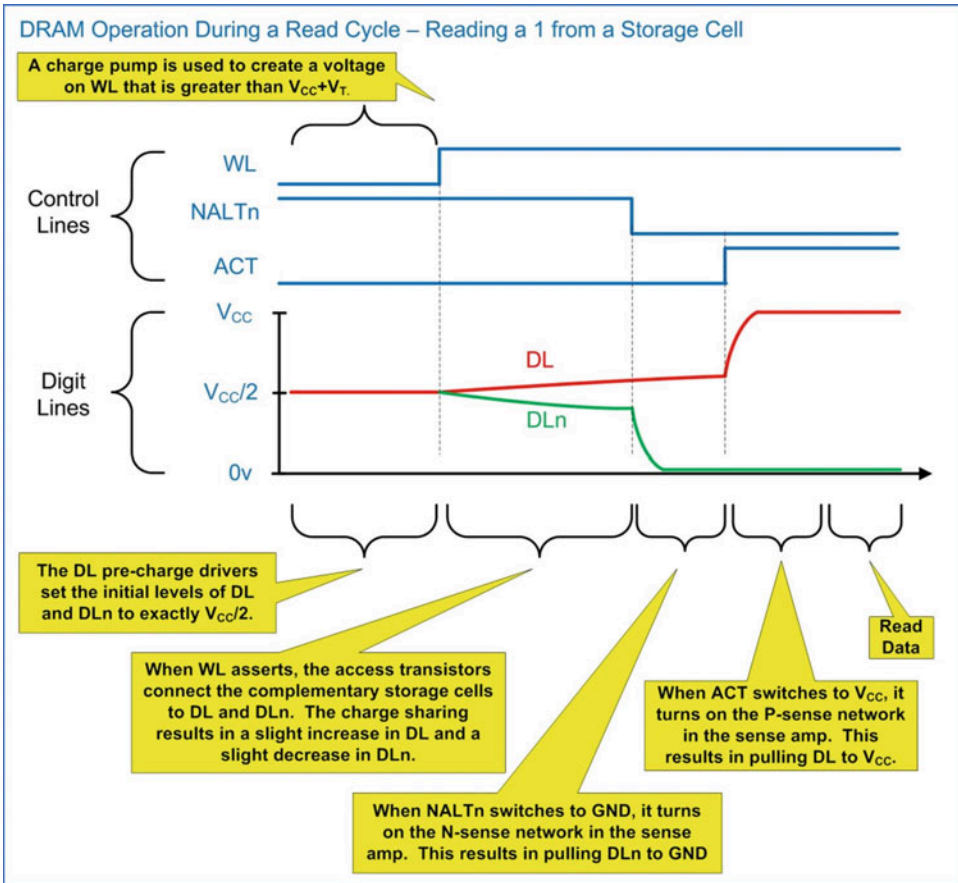 DRAM Operation During a Read Cycle – Reading a 1 from a Storage Cell
A charge pump is used to create a voltage
on WL that is greater than VCC+VT.
WL
Control
Lines
NALTn
ACT
VCC
DL
Digit
Lines
VCC/2
DLn
0v
The DL pre-charge drivers
set the initial levels of DL
and DLn to exactly VCC/2.
When WL asserts, the access transistors
connect the complementary storage cells
to DL and DLn. The charge sharing
results in a slight increase in DL and a
slight decrease in DLn.
When NALTn switches to GND, it turns
on the N-sense network in the sense
amp. This results in pulling DLn to GND
When ACT switches to VCC, it
turns on the P-sense network
in the sense amp. This
results in pulling DL to VCC.
Read
Data